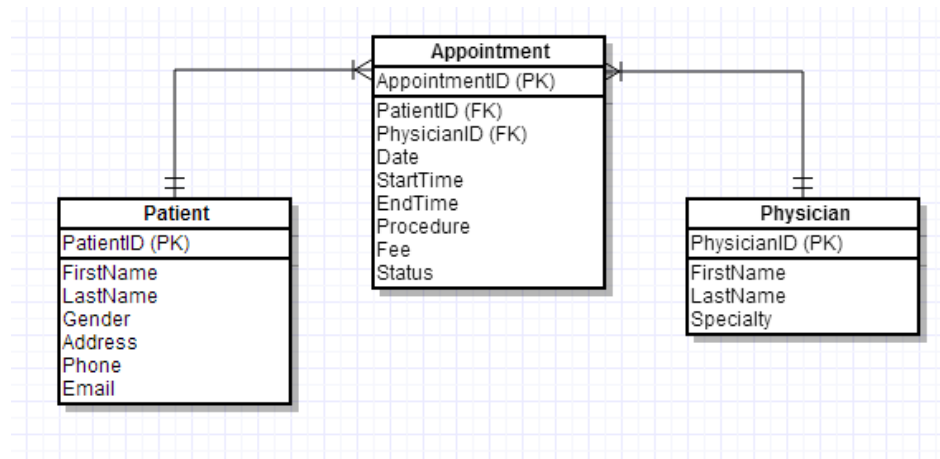 Appointment
AppointmentID (PK)
PatientID (FK)
PhysicianID (FK)
Date
StartTime
EndTime
Procedure
Fee
Status
Patient
PatientID (PK)
FirstName
LastName
Gender
Address
Phone
Email
Physician
PhysicianID (PK)
FirstName
LastName
Specialty